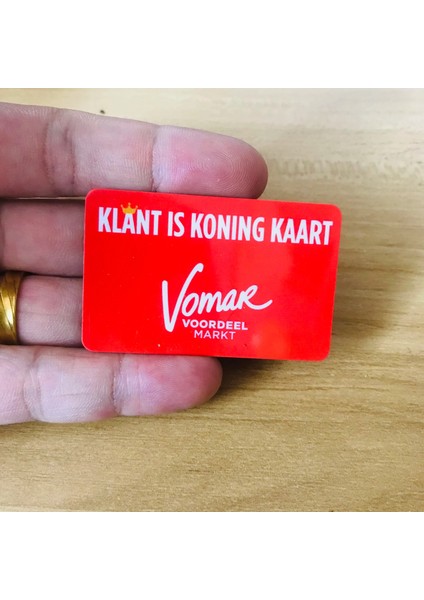 KLANT IS KONING KAART
Vomar
VOORDEEL
MARKT